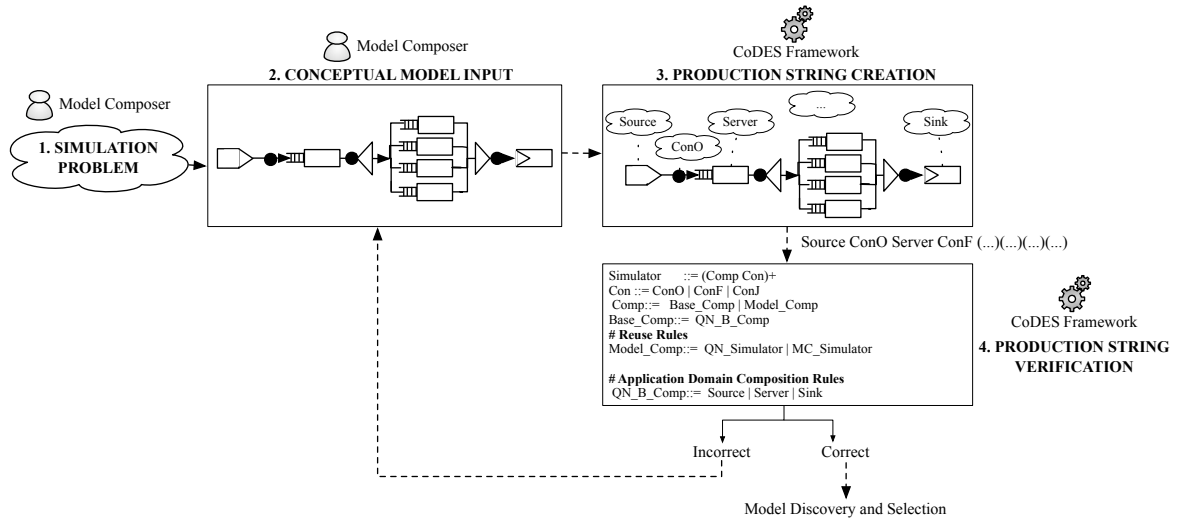 Model Composer
1. SIMULATION
PROBLEM
Model Composer
2. CONCEPTUAL MODEL INPUT
CoDES Framework
3. PRODUCTION STRING CREATION
...
Source
Server
Sink
ConO
Source ConO Server ConF (...)(...)(...)(...)
Simulator ::= (Comp Con)+
Con ::= ConO | ConF | ConJ
Comp::= Base_Comp | Model_Comp
Base_Comp::= QN_B_Comp
# Reuse Rules
Model_Comp::= QN_Simulator | MC_Simulator
# Application Domain Composition Rules
QN_B_Comp::= Source | Server | Sink
CoDES Framework
4. PRODUCTION STRING
VERIFICATION
Incorrect
Correct
Model Discovery and Selection